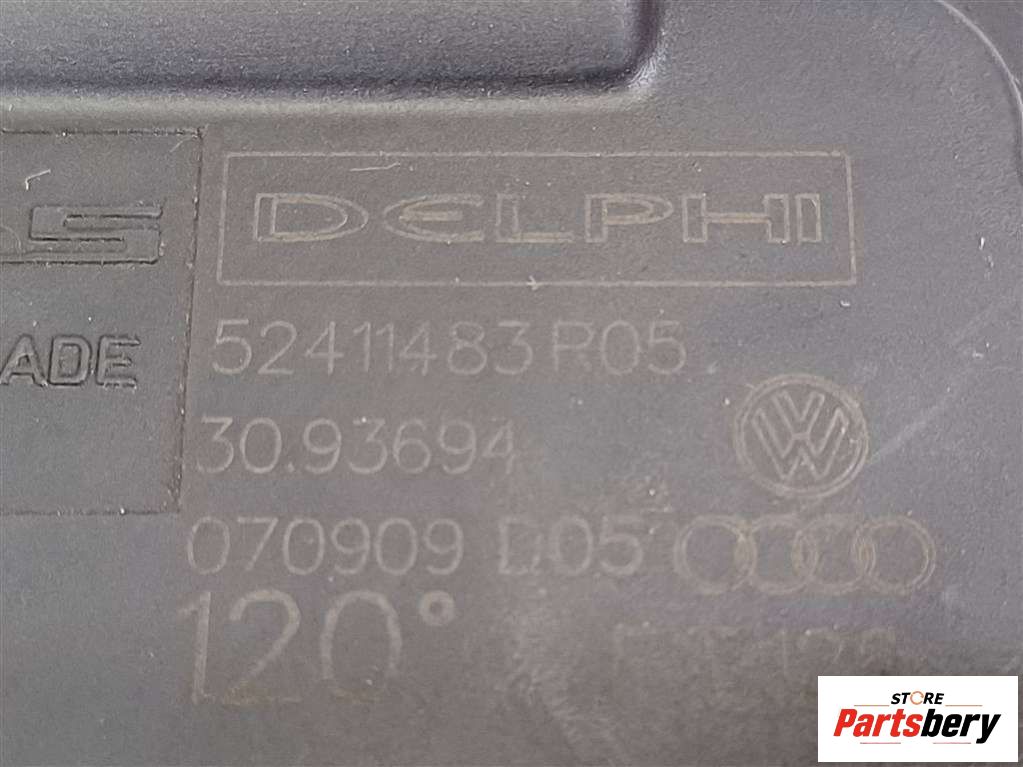 S
DELPHI
52411483 R05
ADE
30.93694
070909 D05
120°
STORE
Partsbery